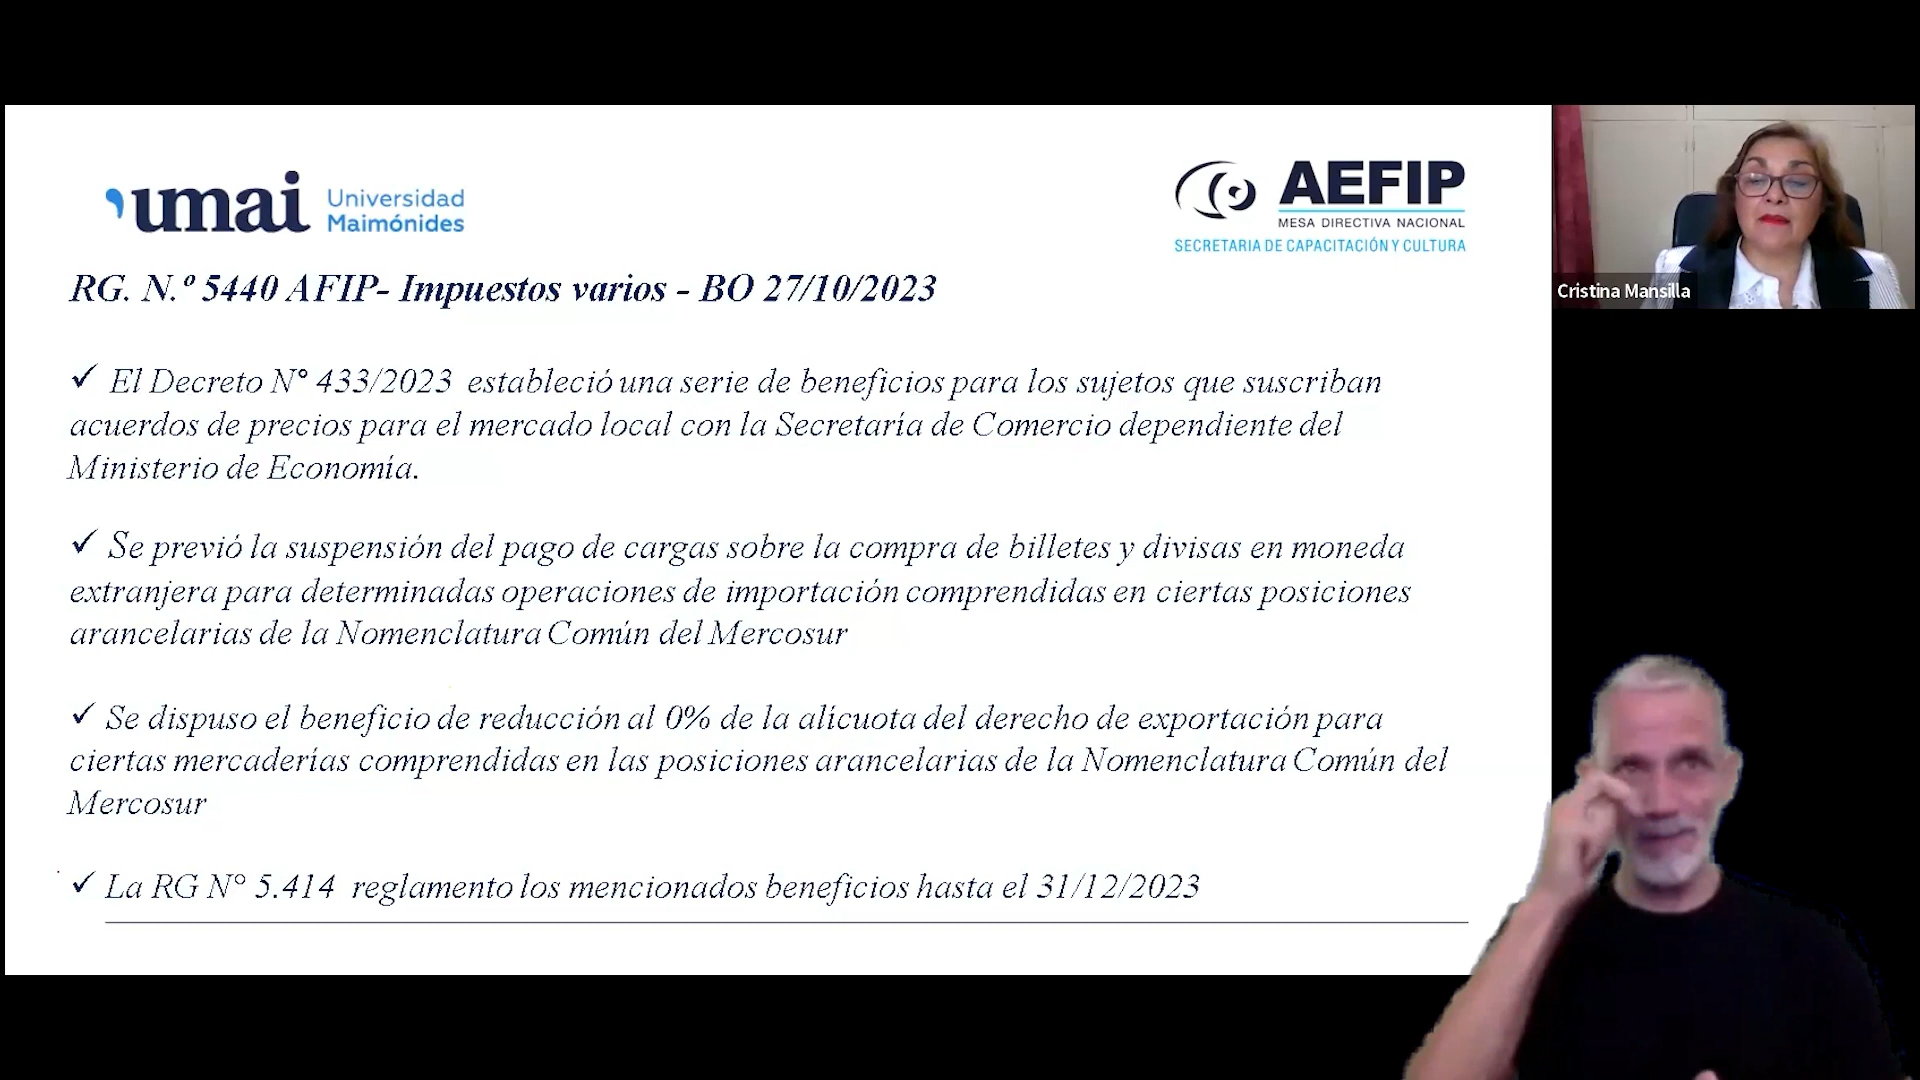 umai Universidad
Maimónides
AEFIP
MESA DIRECTIVA NACIONAL
SECRETARIA DE CAPACITACIÓN Y CULTURA
RG. N.º 5440 AFIP- Impuestos varios - BO 27/10/2023
✓ El Decreto N° 433/2023 estableció una serie de beneficios para los sujetos que suscriban
acuerdos de precios para el mercado local con la Secretaría de Comercio dependiente del
Ministerio de Economía.
✓ Se previó la suspensión del pago de cargas sobre la compra de billetes y divisas en moneda
extranjera para determinadas operaciones de importación comprendidas en ciertas posiciones
arancelarias de la Nomenclatura Común del Mercosur
✓ Se dispuso el beneficio de reducción al 0% de la alícuota del derecho de exportación para
ciertas mercaderías comprendidas en las posiciones arancelarias de la Nomenclatura Común del
Mercosur
✓ La RG N° 5.414 reglamento los mencionados beneficios hasta el 31/12/2023
Cristina Mansilla